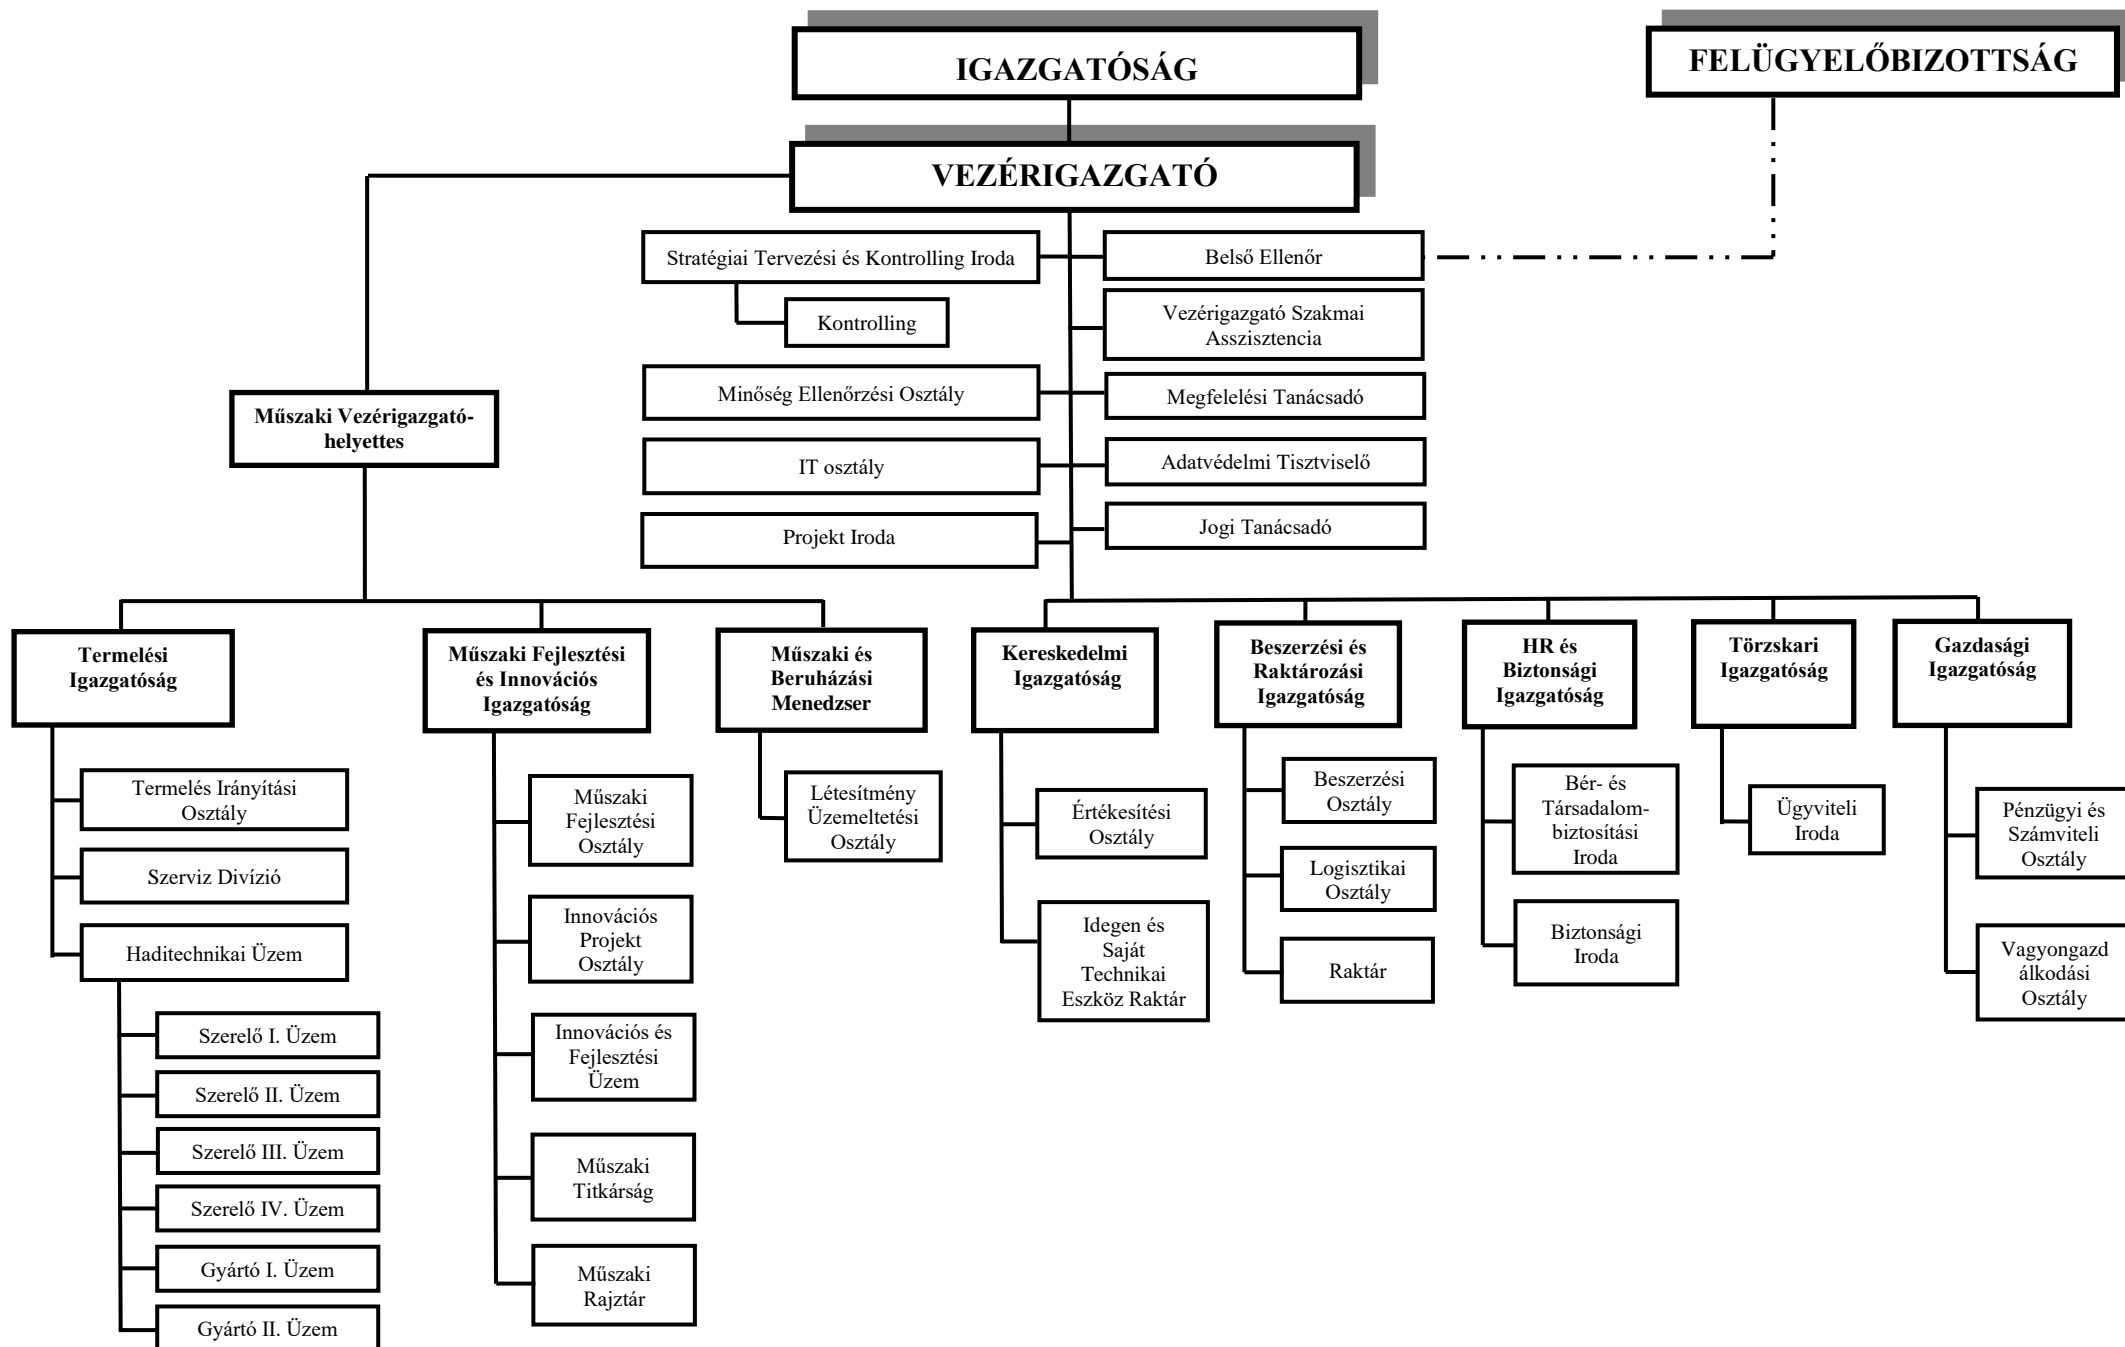 IGAZGATÓSÁG
FELÜGYELŐBIZOTTSÁG
VEZÉRIGAZGATÓ
Stratégiai Tervezési és Kontrolling Iroda
Belső Ellenőr
Kontrolling
Vezérigazgató Szakmai
Asszisztencia
Minőség Ellenőrzési Osztály
Megfelelési Tanácsadó
Műszaki Vezérigazgató-
helyettes
IT osztály
Adatvédelmi Tisztviselő
Projekt Iroda
Jogi Tanácsadó
Termelési
Igazgatóság
Műszaki Fejlesztési
és Innovációs
Igazgatóság
Műszaki és
Beruházási
Menedzser
Kereskedelmi
Igazgatóság
Beszerzési és
Raktározási
Igazgatóság
HR és
Biztonsági
Igazgatóság
Törzskari
Igazgatóság
Gazdasági
Igazgatóság
Termelés Irányítási
Osztály
Szerviz Divízió
Haditechnikai Üzem
Szerelő I. Üzem
Szerelő II. Üzem
Szerelő III. Üzem
Szerelő IV. Üzem
Gyártó I. Üzem
Gyártó II. Üzem
Műszaki
Fejlesztési
Osztály
Innovációs
Projekt
Osztály
Innovációs és
Fejlesztési
Üzem
Műszaki
Titkárság
Műszaki
Rajztár
Létesítmény
Üzemeltetési
Osztály
Értékesítési
Osztály
Idegen és
Saját
Technikai
Eszköz Raktár
Beszerzési
Osztály
Logisztikai
Osztály
Raktár
Bér- és
Társadalom-
biztosítási
Iroda
Biztonsági
Iroda
Ügyviteli
Iroda
Pénzügyi és
Számviteli
Osztály
Vagyongazd
álkodási
Osztály